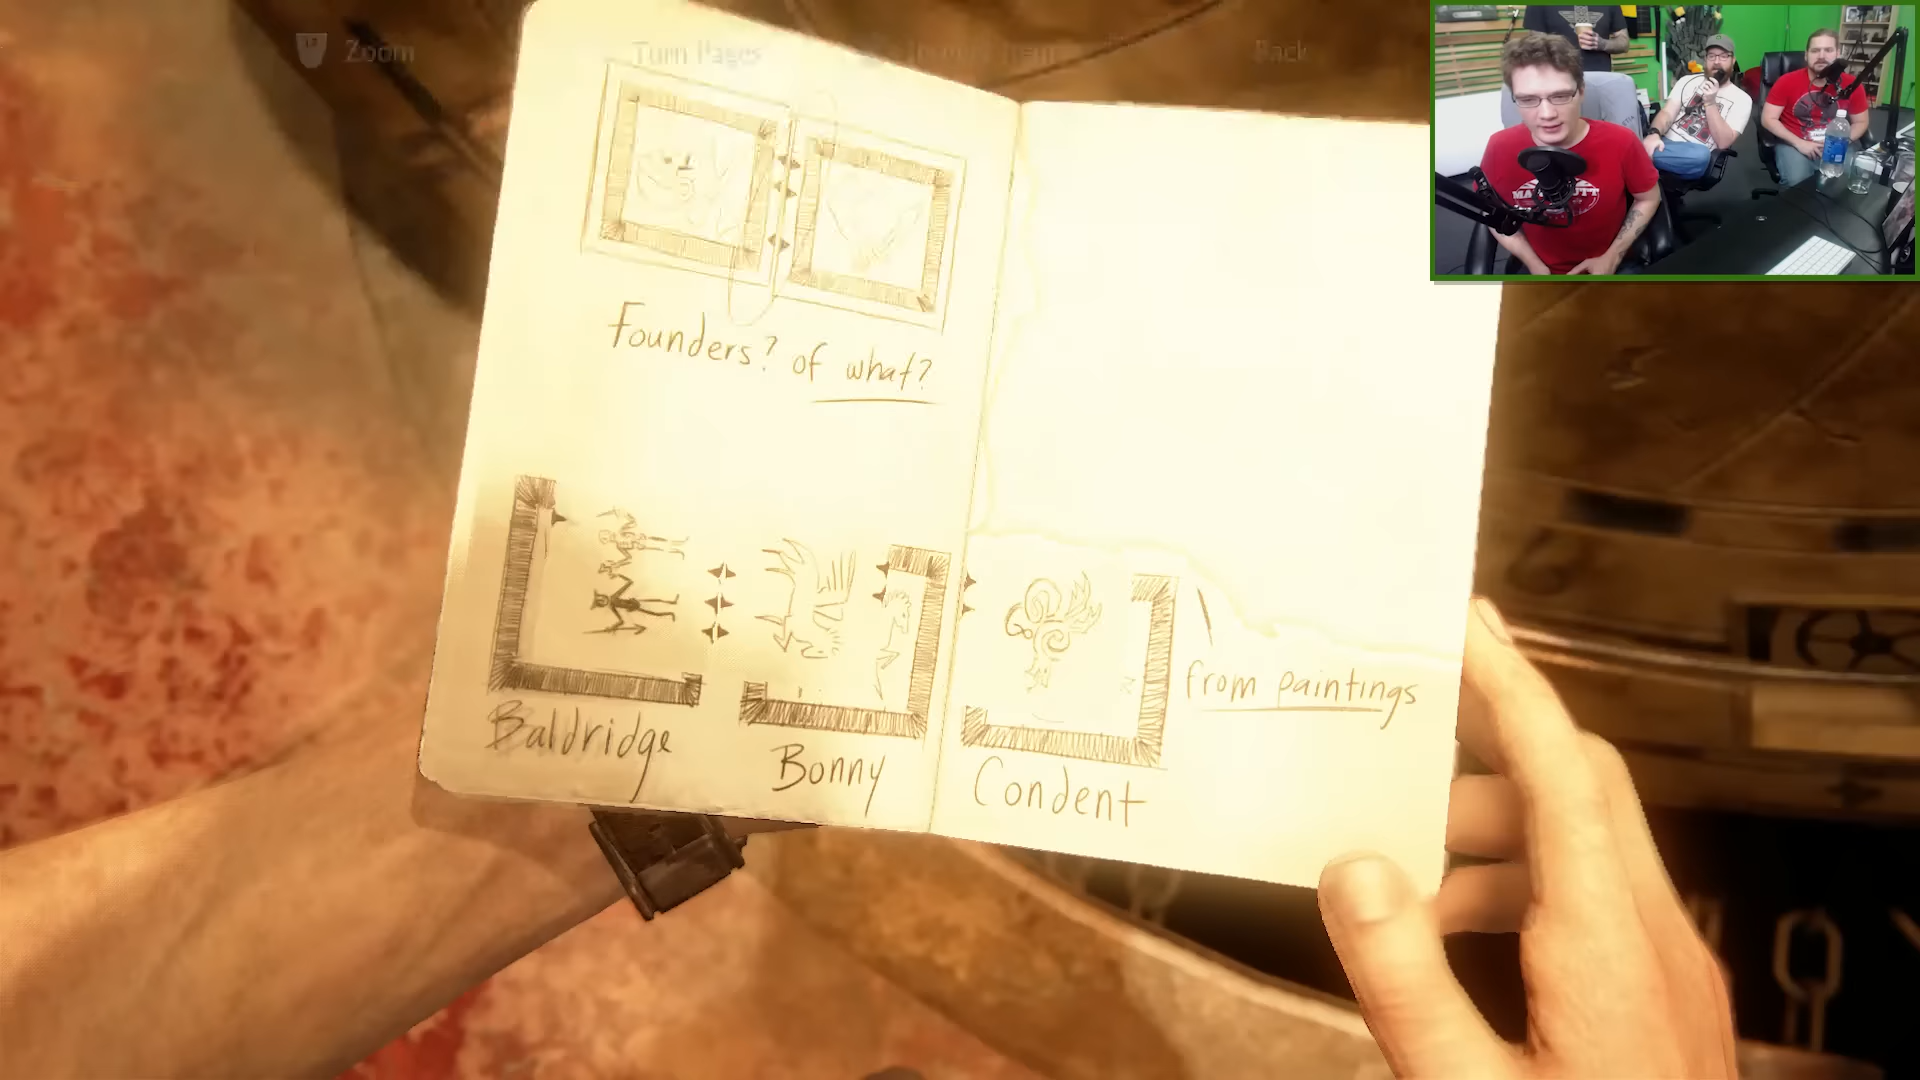 Zoom
Turn Pages
Back
Founders? of what?
Baldridge
Bonny
Condent
from paintings